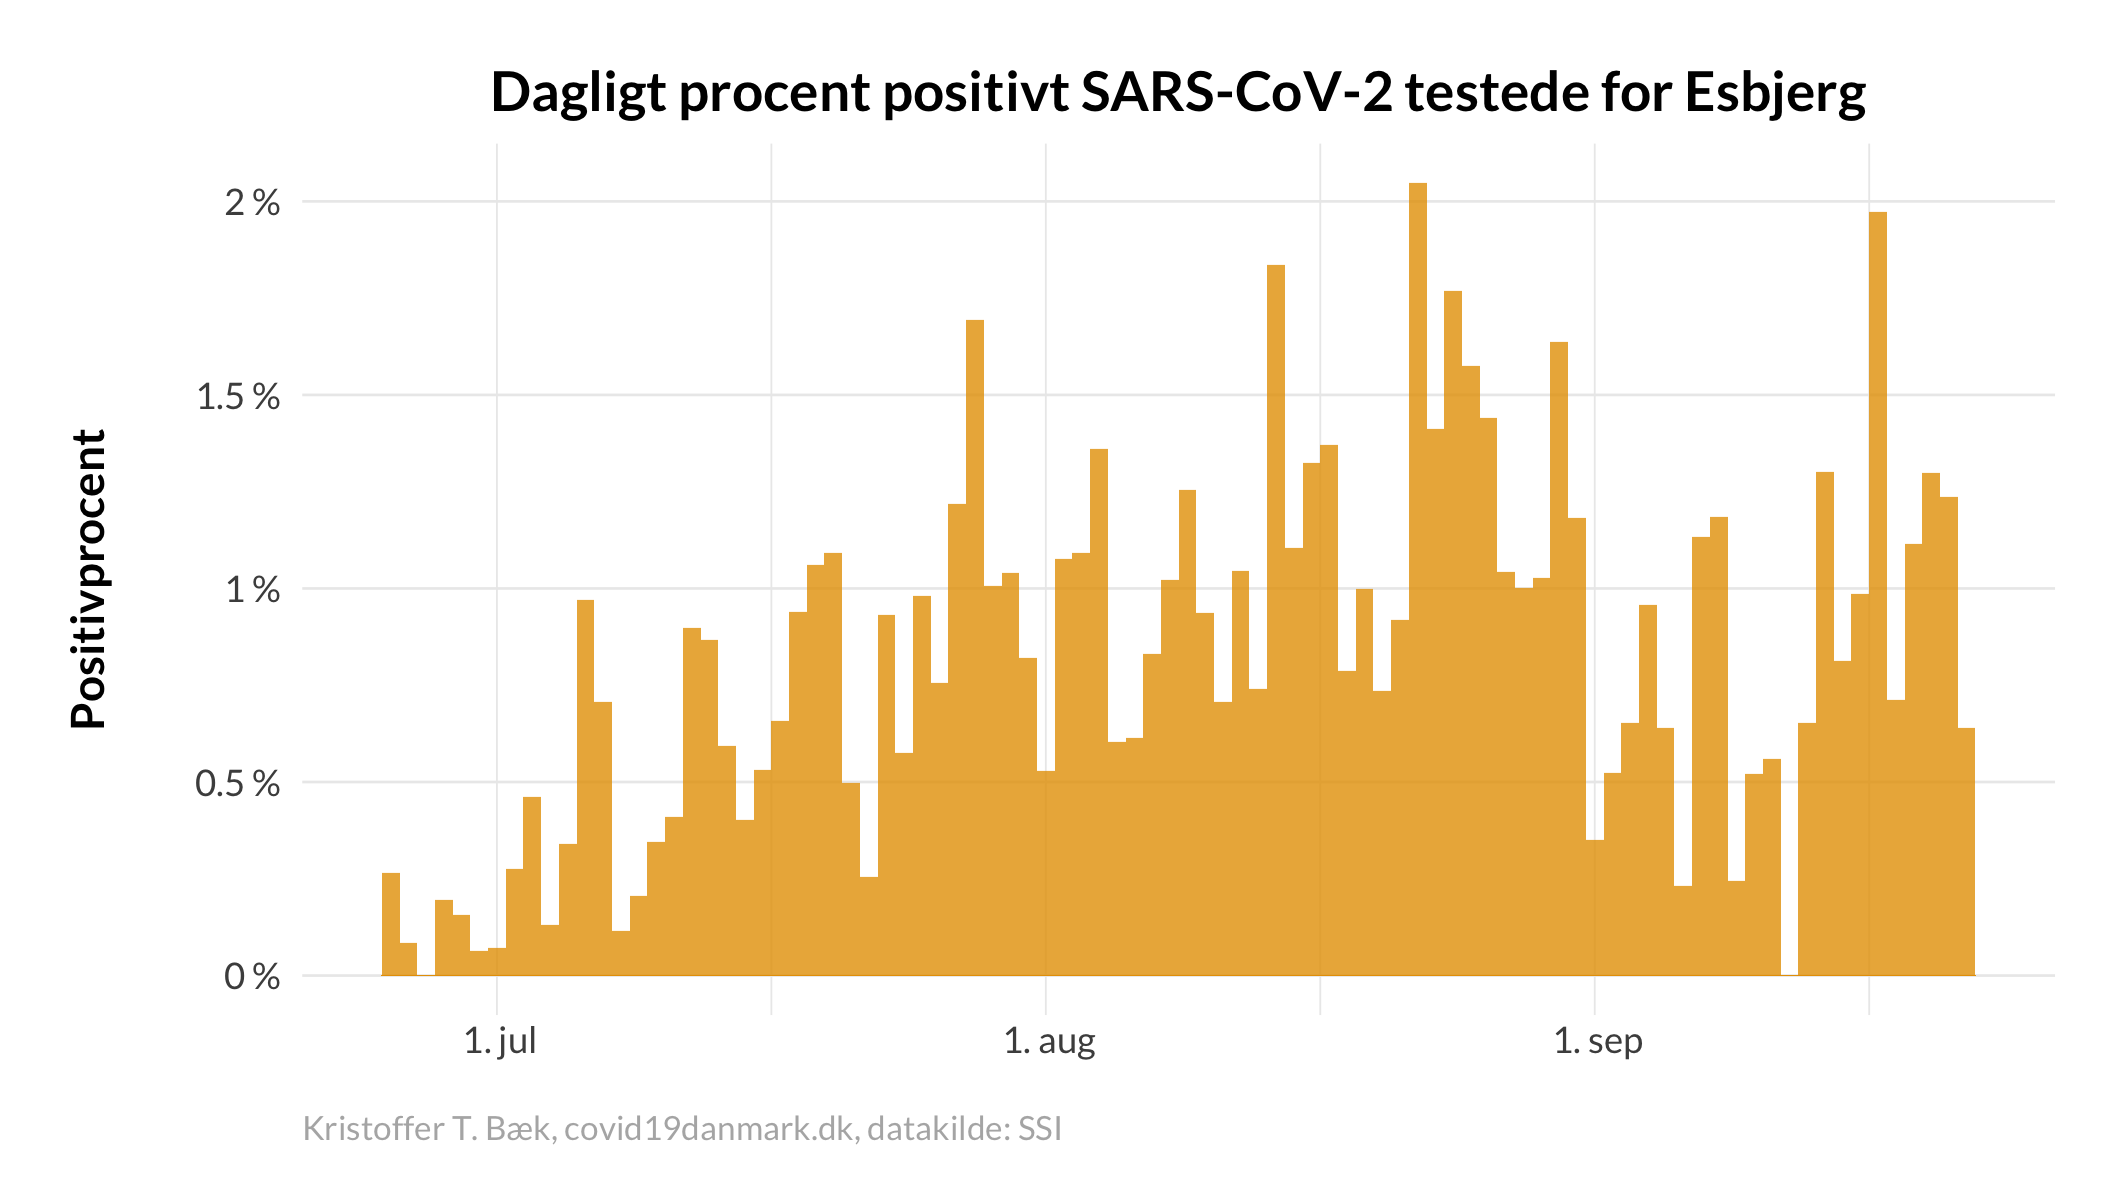 Dagligt procent positivt SARS-CoV-2 testede for Esbjerg
Positivprocent
2 %
1.5 %
1 %
0.5 %
0 %
1. jul
1. aug
1. sep
Kristoffer T. Bæk, covid19danmark.dk, datakilde: SSI